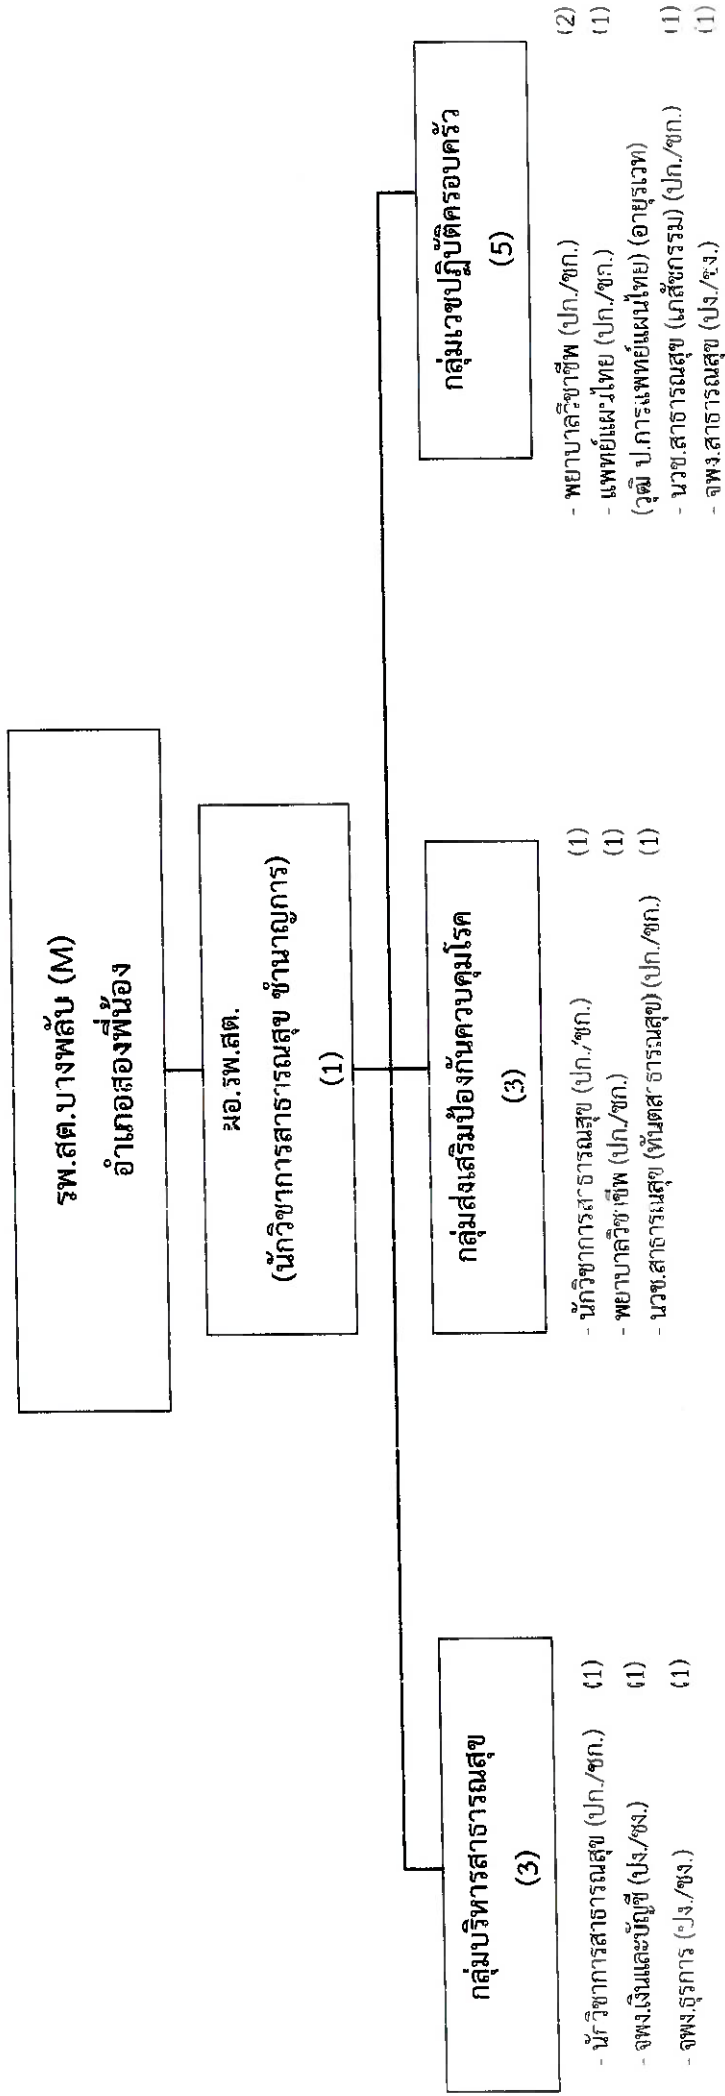 รพ.สต.บางพลับ (M)
อำเภอสองพี่น้อง
ผอ.รพ.สต.
(นักวิชาการสาธารณสุข ชำนาญการ)
(1)
กลุ่มบริหารสาธารณสุข
(3)
- นักวิชาการสาธารณสุข (ปก./ชก.) (1)
- จพง.เงินและบัญชี (ปง./ชง.) (1)
- จพง.ธุรการ (ปง./ชง.) (1)
กลุ่มส่งเสริมป้องกันควบคุมโรค
(3)
- นักวิชาการสาธารณสุข (ปก./ชก.) (1)
- พยาบาลวิชาชีพ (ปก./ชก.) (1)
- นวช.สาธารณสุข (ทันตสาธารณสุข) (ปก./ชก.) (1)
กลุ่มเวชปฏิบัติครอบครัว
(5)
- พยาบาลวิชาชีพ (ปก./ชก.) (2)
- แพทย์แผนไทย (ปก./ชก.) (1)
(วุฒิ ป.การแพทย์แผนไทย) (อายุรเวท)
- นวช.สาธารณสุข (เภสัชกรรม) (ปก./ชก.) (1)
- จพง.สาธารณสุข (ปง./ชง.) (1)